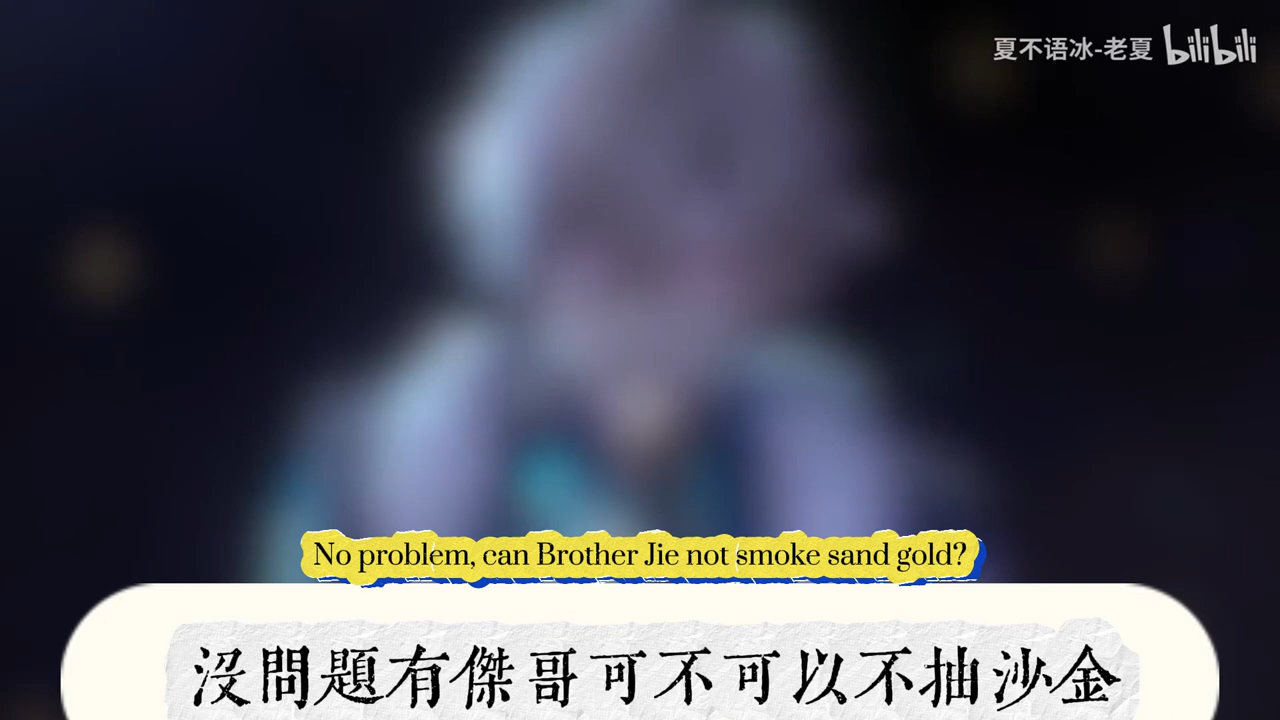 夏不语冰-老夏 bilibili
No problem, can Brother Jie not smoke sand gold?
沒問題有傑哥可不可以不抽沙金